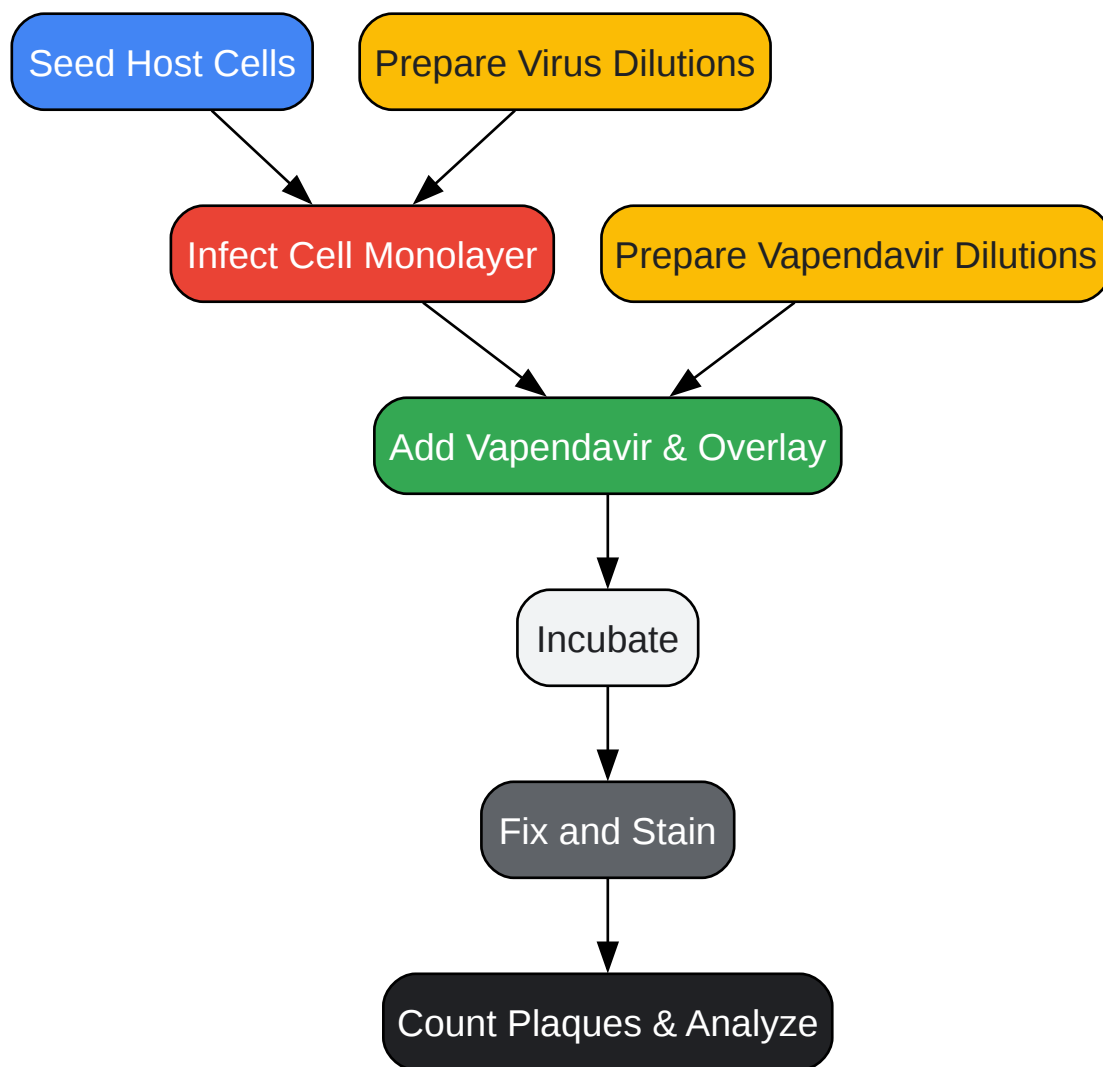 Seed Host Cells
Prepare Virus Dilutions
Infect Cell Monolayer
Prepare Vapendavir Dilutions
Add Vapendavir & Overlay
Incubate
Fix and Stain
Count Plaques & Analyze